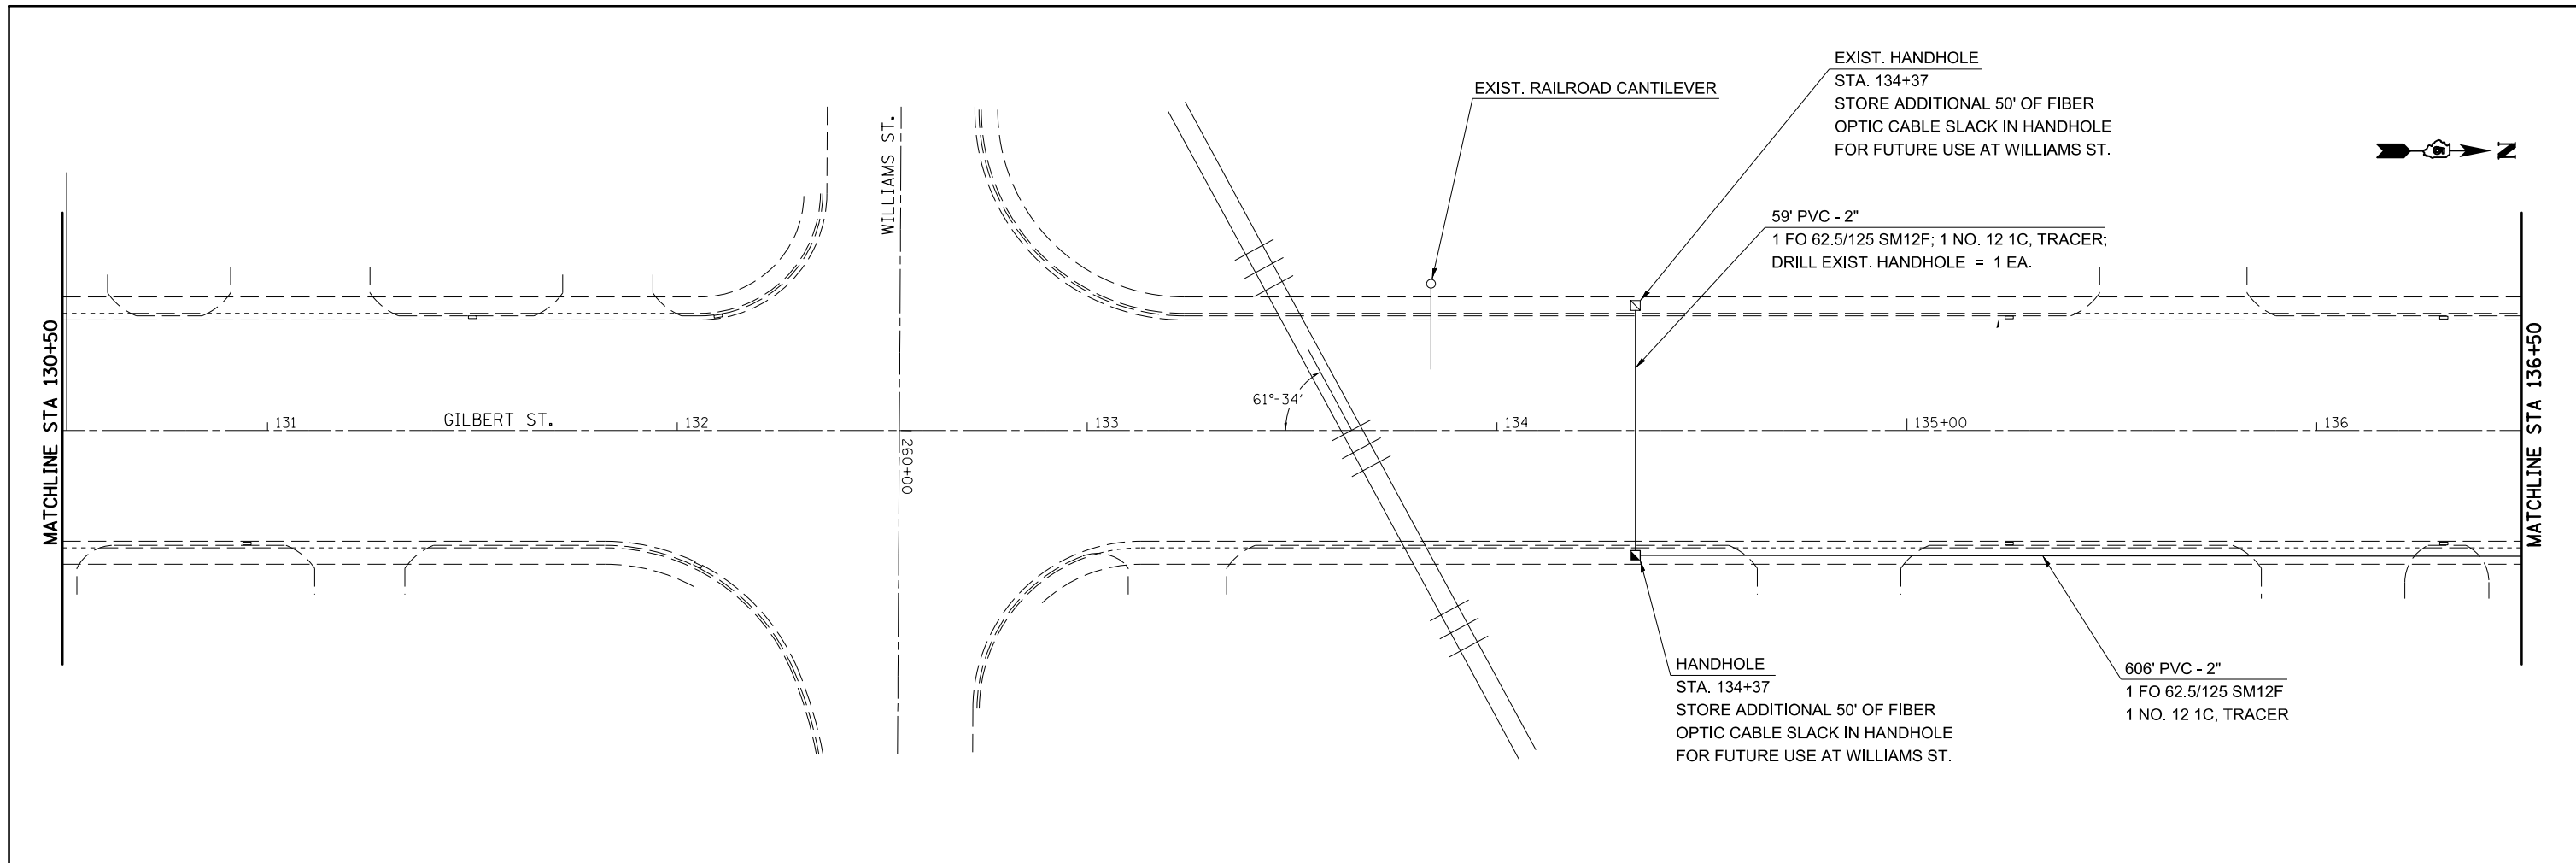 EXIST. RAILROAD CANTILEVER
EXIST. HANDHOLE
STA. 134+37
STORE ADDITIONAL 50' OF FIBER
OPTIC CABLE SLACK IN HANDHOLE
FOR FUTURE USE AT WILLIAMS ST.
N
59' PVC - 2"
1 FO 62.5/125 SM12F; 1 NO. 12 1C, TRACER;
DRILL EXIST. HANDHOLE = 1 EA.
WILLIAMS ST.
MATCHLINE STA 130+50
MATCHLINE STA 136+50
61°-34'
131
GILBERT ST.
132
133
134
135+00
136
260+00
HANDHOLE
STA. 134+37
STORE ADDITIONAL 50' OF FIBER
OPTIC CABLE SLACK IN HANDHOLE
FOR FUTURE USE AT WILLIAMS ST.
606' PVC - 2"
1 FO 62.5/125 SM12F
1 NO. 12 1C, TRACER